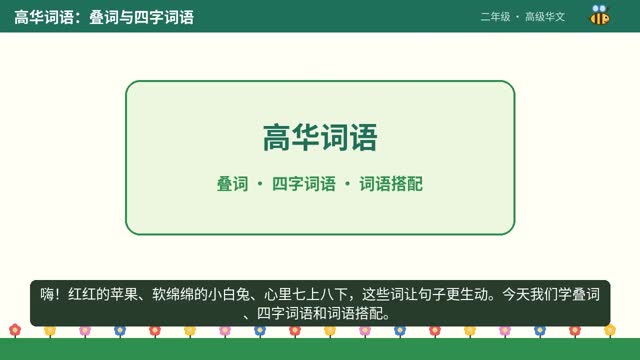 高华词语：叠词与四字词语
二年级 · 高级华文
高华词语
叠词 · 四字词语 · 词语搭配
嗨！红红的苹果、软绵绵的小白兔、心里七上八下，这些词让句子更生动。今天我们学叠词
、四字词语和词语搭配。